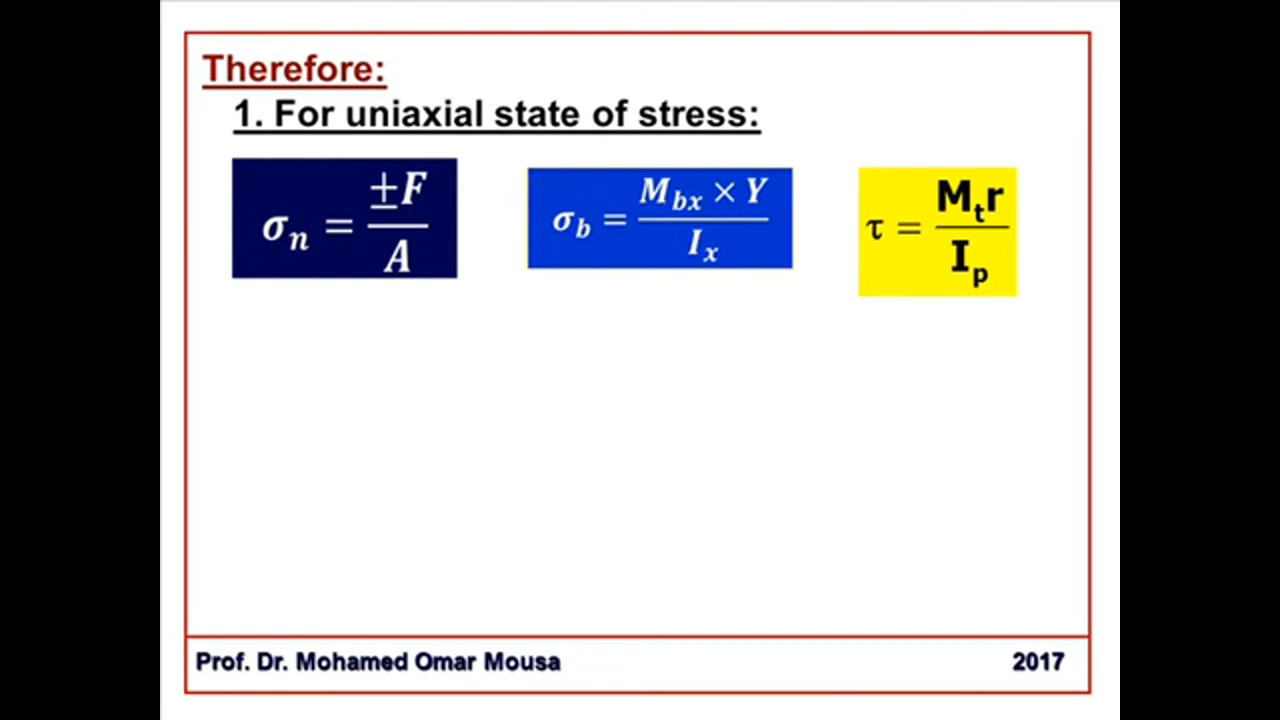 Therefore:
1. For uniaxial state of stress:
σn = ±F / A
σb = Mbx × Y / Ix
τ = Mtr / Ip
Prof. Dr. Mohamed Omar Mousa
2017